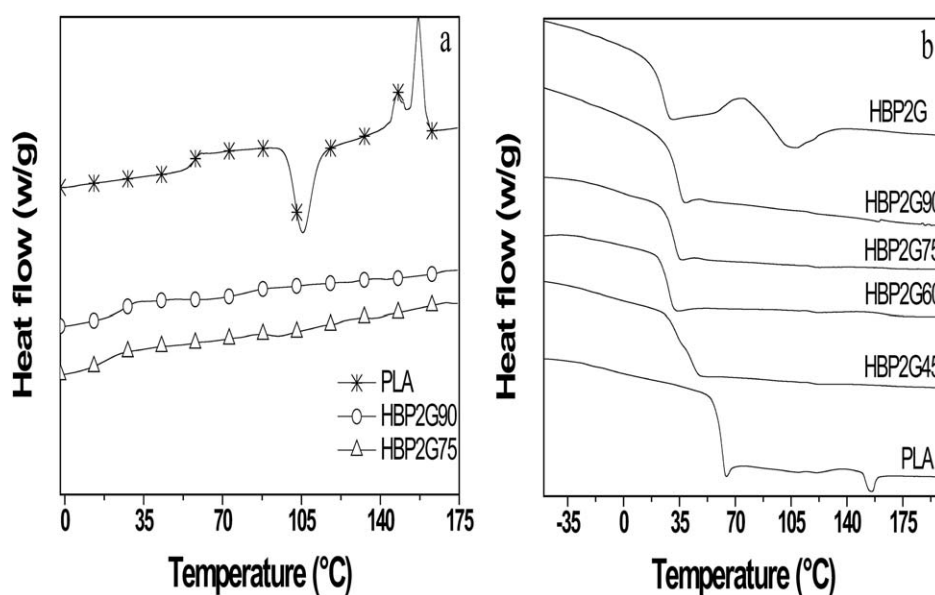 a
Heat flow (w/g)
PLA
HBP2G90
HBP2G75
0 35 70 105 140 175
Temperature (°C)
b
Heat flow (w/g)
HBP2G
HBP2G90
HBP2G75
HBP2G60
HBP2G45
PLA
-35 0 35 70 105 140 175
Temperature (°C)